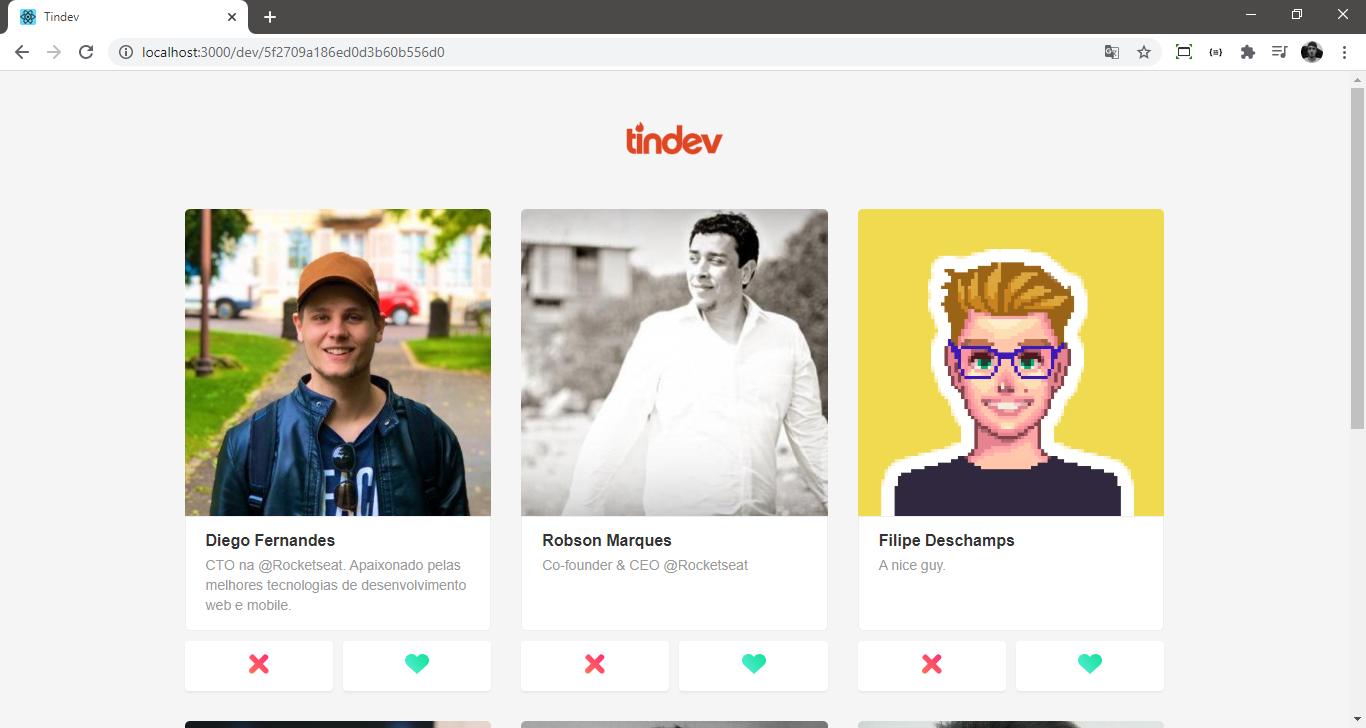 Tindev
localhost:3000/dev/5f2709a186ed0d3b60b556d0
tindev
Diego Fernandes
CTO na @Rocketseat. Apaixonado pelas
melhores tecnologias de desenvolvimento
web e mobile.
Robson Marques
Co-founder & CEO @Rocketseat
Filipe Deschamps
A nice guy.